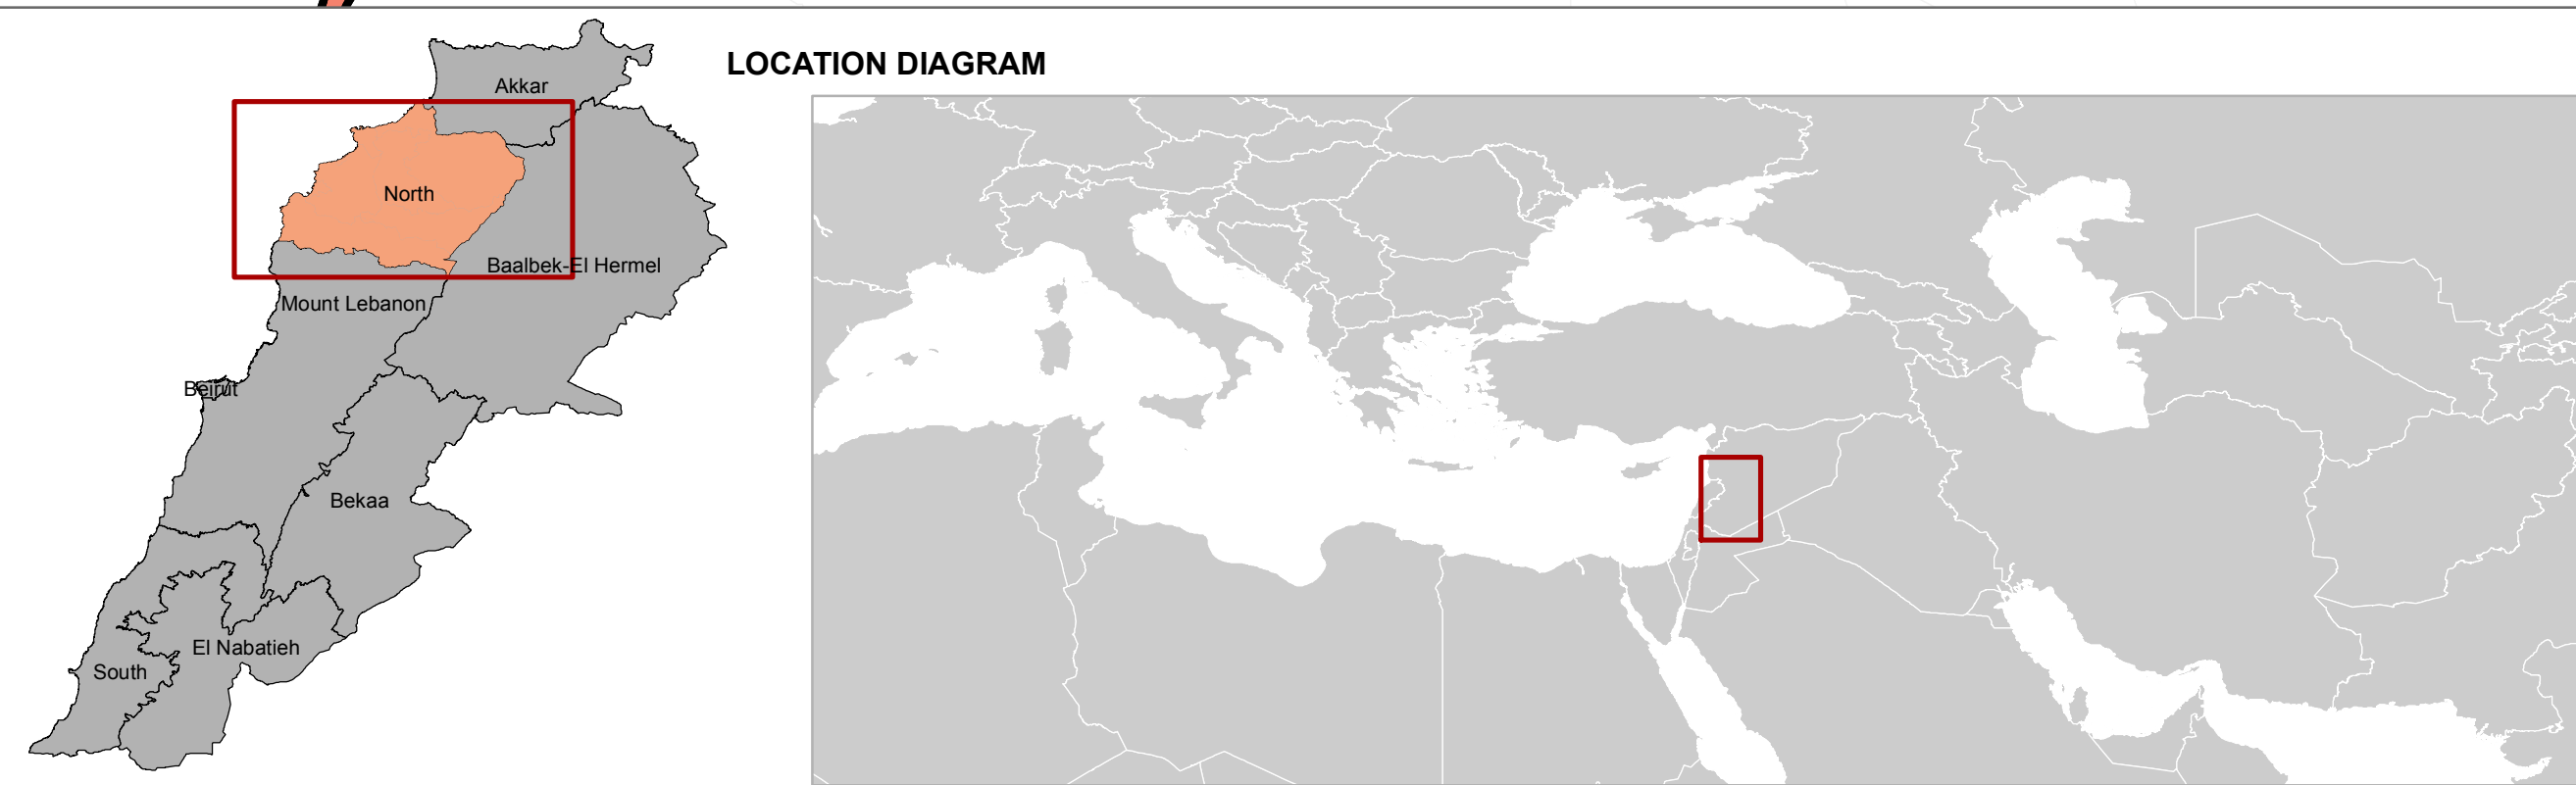 LOCATION DIAGRAM
Akkar
North
Baalbek-El Hermel
Mount Lebanon
Beirut
Bekaa
El Nabatieh
South